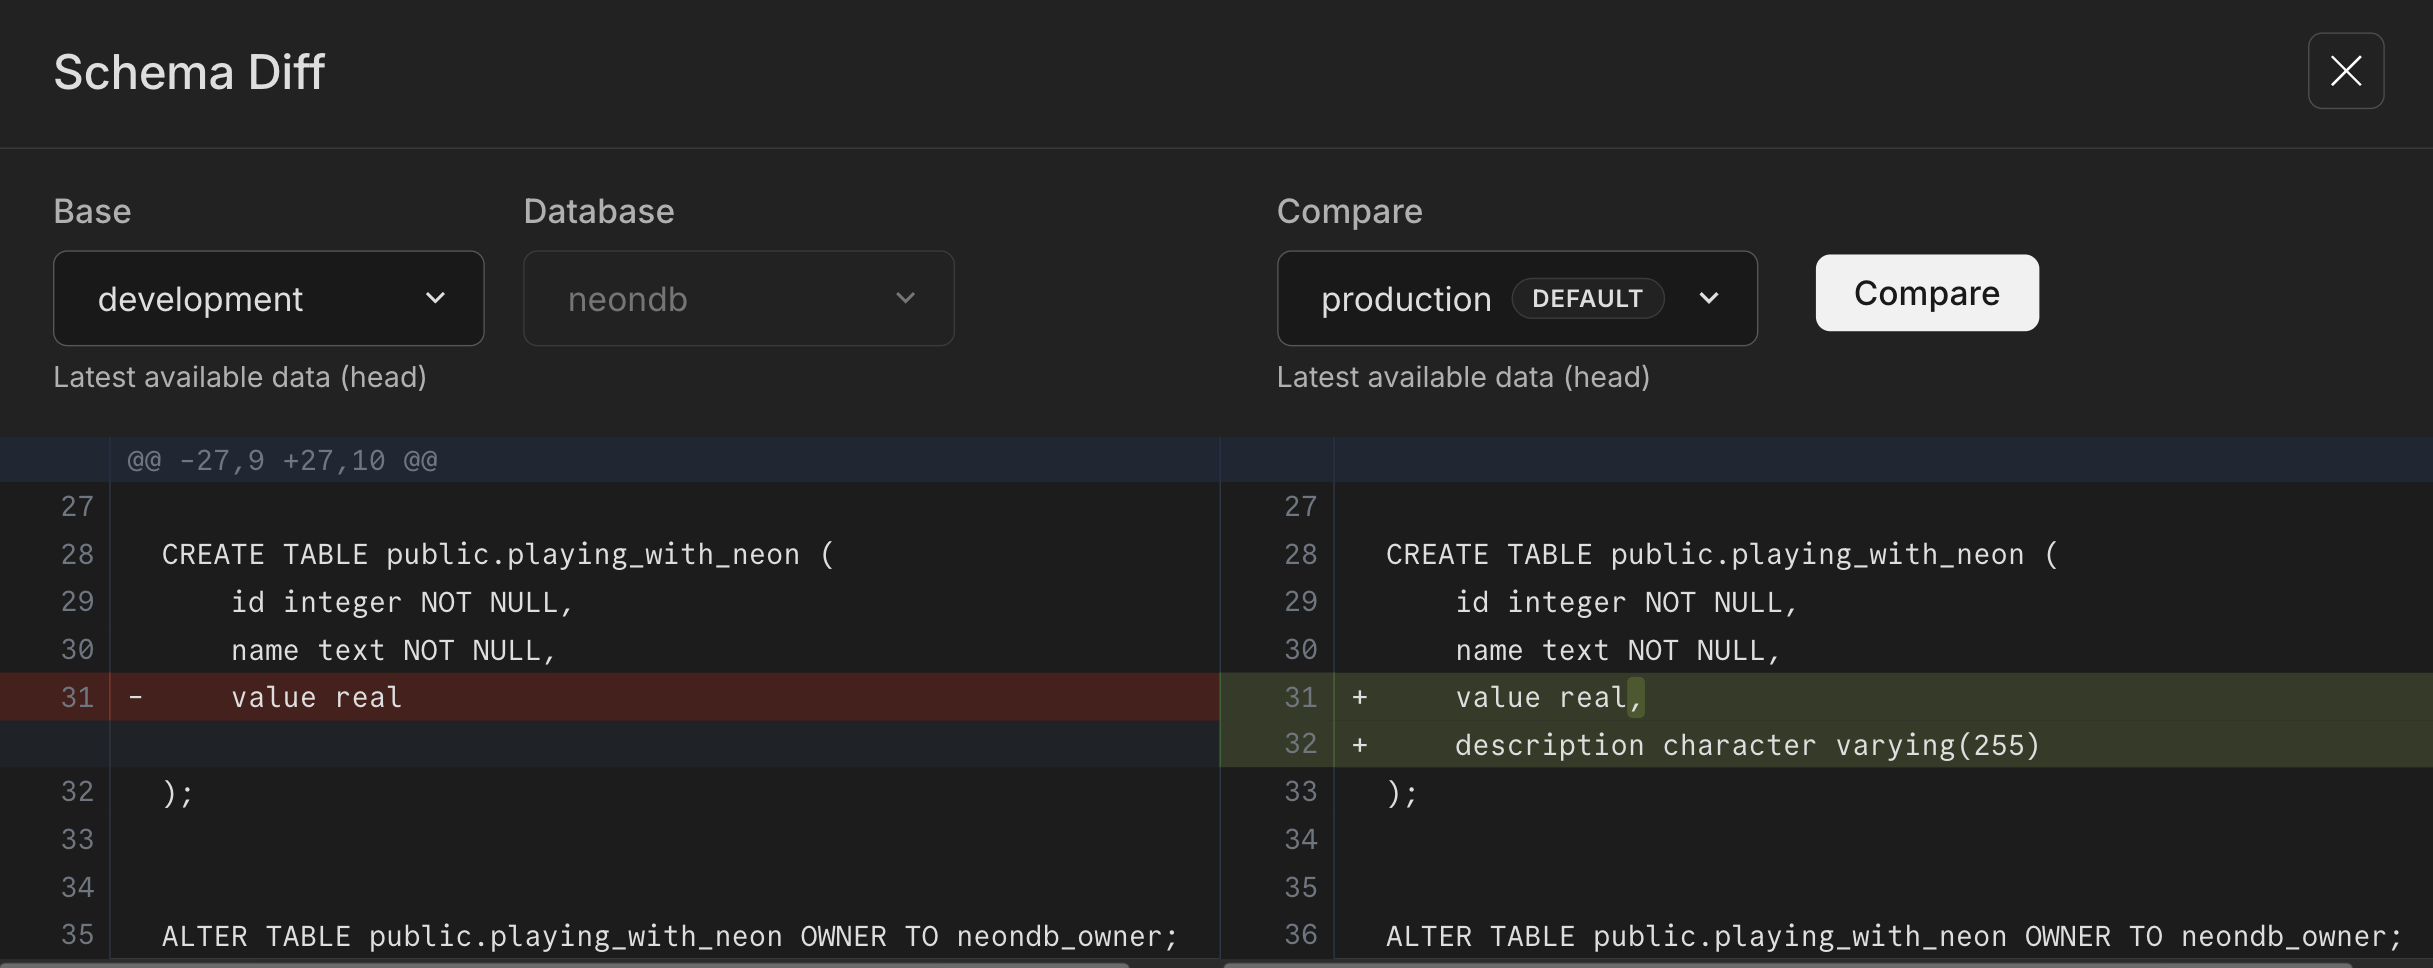 Schema Diff
Base Database Compare
development neondb production DEFAULT Compare
Latest available data (head) Latest available data (head)
@@ -27,9 +27,10 @@
27 27
28 CREATE TABLE public.playing_with_neon ( 28 CREATE TABLE public.playing_with_neon (
29 id integer NOT NULL, 29 id integer NOT NULL,
30 name text NOT NULL, 30 name text NOT NULL,
31 - value real 31 + value real,
32 + description character varying(255)
32 ); 33 );
33 34
34 35
35 ALTER TABLE public.playing_with_neon OWNER TO neondb_owner; 36 ALTER TABLE public.playing_with_neon OWNER TO neondb_owner;